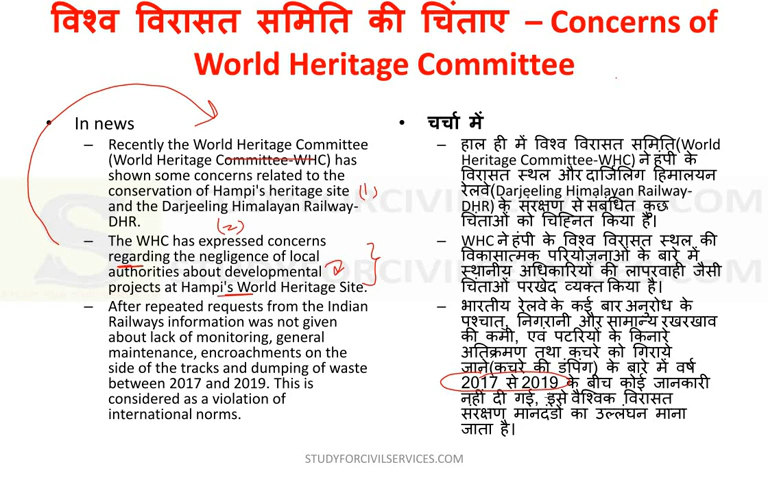 विश्व विरासत समिति की चिंताए – Concerns of
World Heritage Committee
• In news
– Recently the World Heritage Committee
(World Heritage Committee-WHC) has
shown some concerns related to the
conservation of Hampi's heritage site (1)
and the Darjeeling Himalayan Railway-
DHR. (2)
– The WHC has expressed concerns
regarding the negligence of local
authorities about developmental
projects at Hampi's World Heritage Site.
– After repeated requests from the Indian
Railways information was not given
about lack of monitoring, general
maintenance, encroachments on the
side of the tracks and dumping of waste
between 2017 and 2019. This is
considered as a violation of
international norms.
• चर्चा में
– हाल ही में विश्व विरासत समिति(World
Heritage Committee-WHC) ने हंपी के
विरासत स्थल और दार्जिलिंग हिमालयन
रेलवे(Darjeeling Himalayan Railway-
DHR) के संरक्षण से संबंधित कुछ
चिंताओं को चिह्नित किया है।
– WHC ने हंपी के विश्व विरासत स्थल की
विकासात्मक परियोजनाओं के बारे में
स्थानीय अधिकारियों की लापरवाही जैसी
चिंताओं पर खेद व्यक्त किया है।
– भारतीय रेलवे के कई बार अनुरोध के
पश्चात, निगरानी और सामान्य रखरखाव
की कमी, एवं पटरियों के किनारे
अतिक्रमण तथा कचरे को गिराये
जाने(कचरे की डंपिंग) के बारे में वर्ष
2017 से 2019 के बीच कोई जानकारी
नहीं दी गई, इसे वैश्विक विरासत
संरक्षण मानदंडों का उल्लंघन माना
जाता है।
STUDYFORCIVILSERVICES.COM